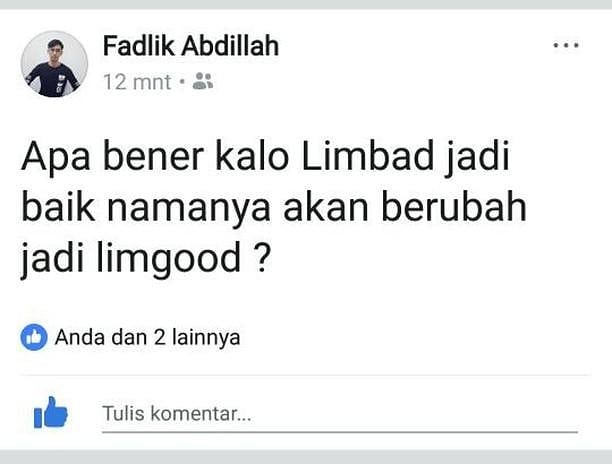 Fadlik Abdillah
12 mnt •
Apa bener kalo Limbad jadi
baik namanya akan berubah
jadi limgood ?
Anda dan 2 lainnya
Tulis komentar...